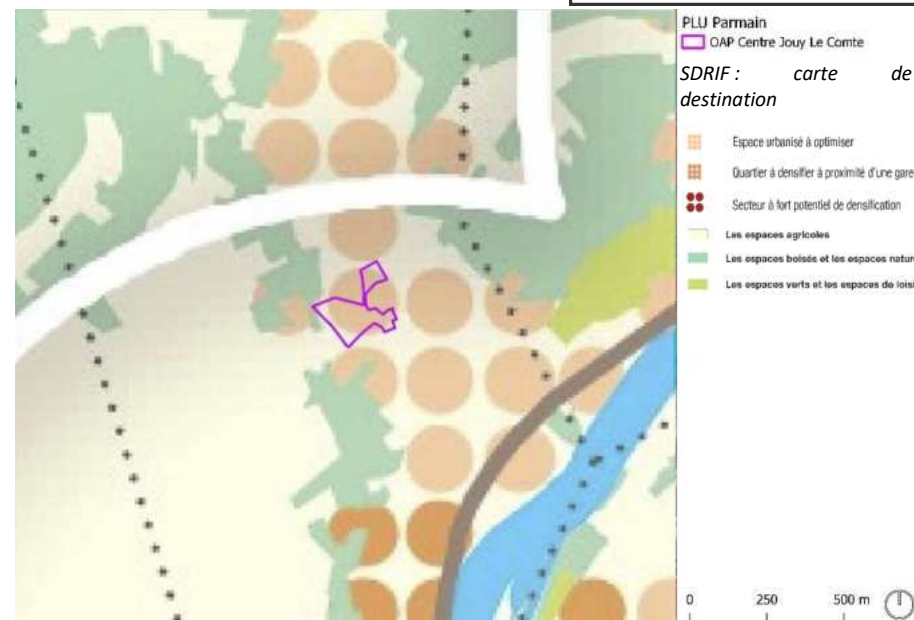 PLU Parmain
OAP Centre Jouy Le Comte
SDRIF : carte de
destination
Espace urbanisé à optimiser
Quartier à densifier à proximité d'une gare
Secteur à fort potentiel de densification
Les espaces agricoles
Les espaces boisés et les espaces nature
Les espaces verts et les espaces de loisi
0 250 500 m